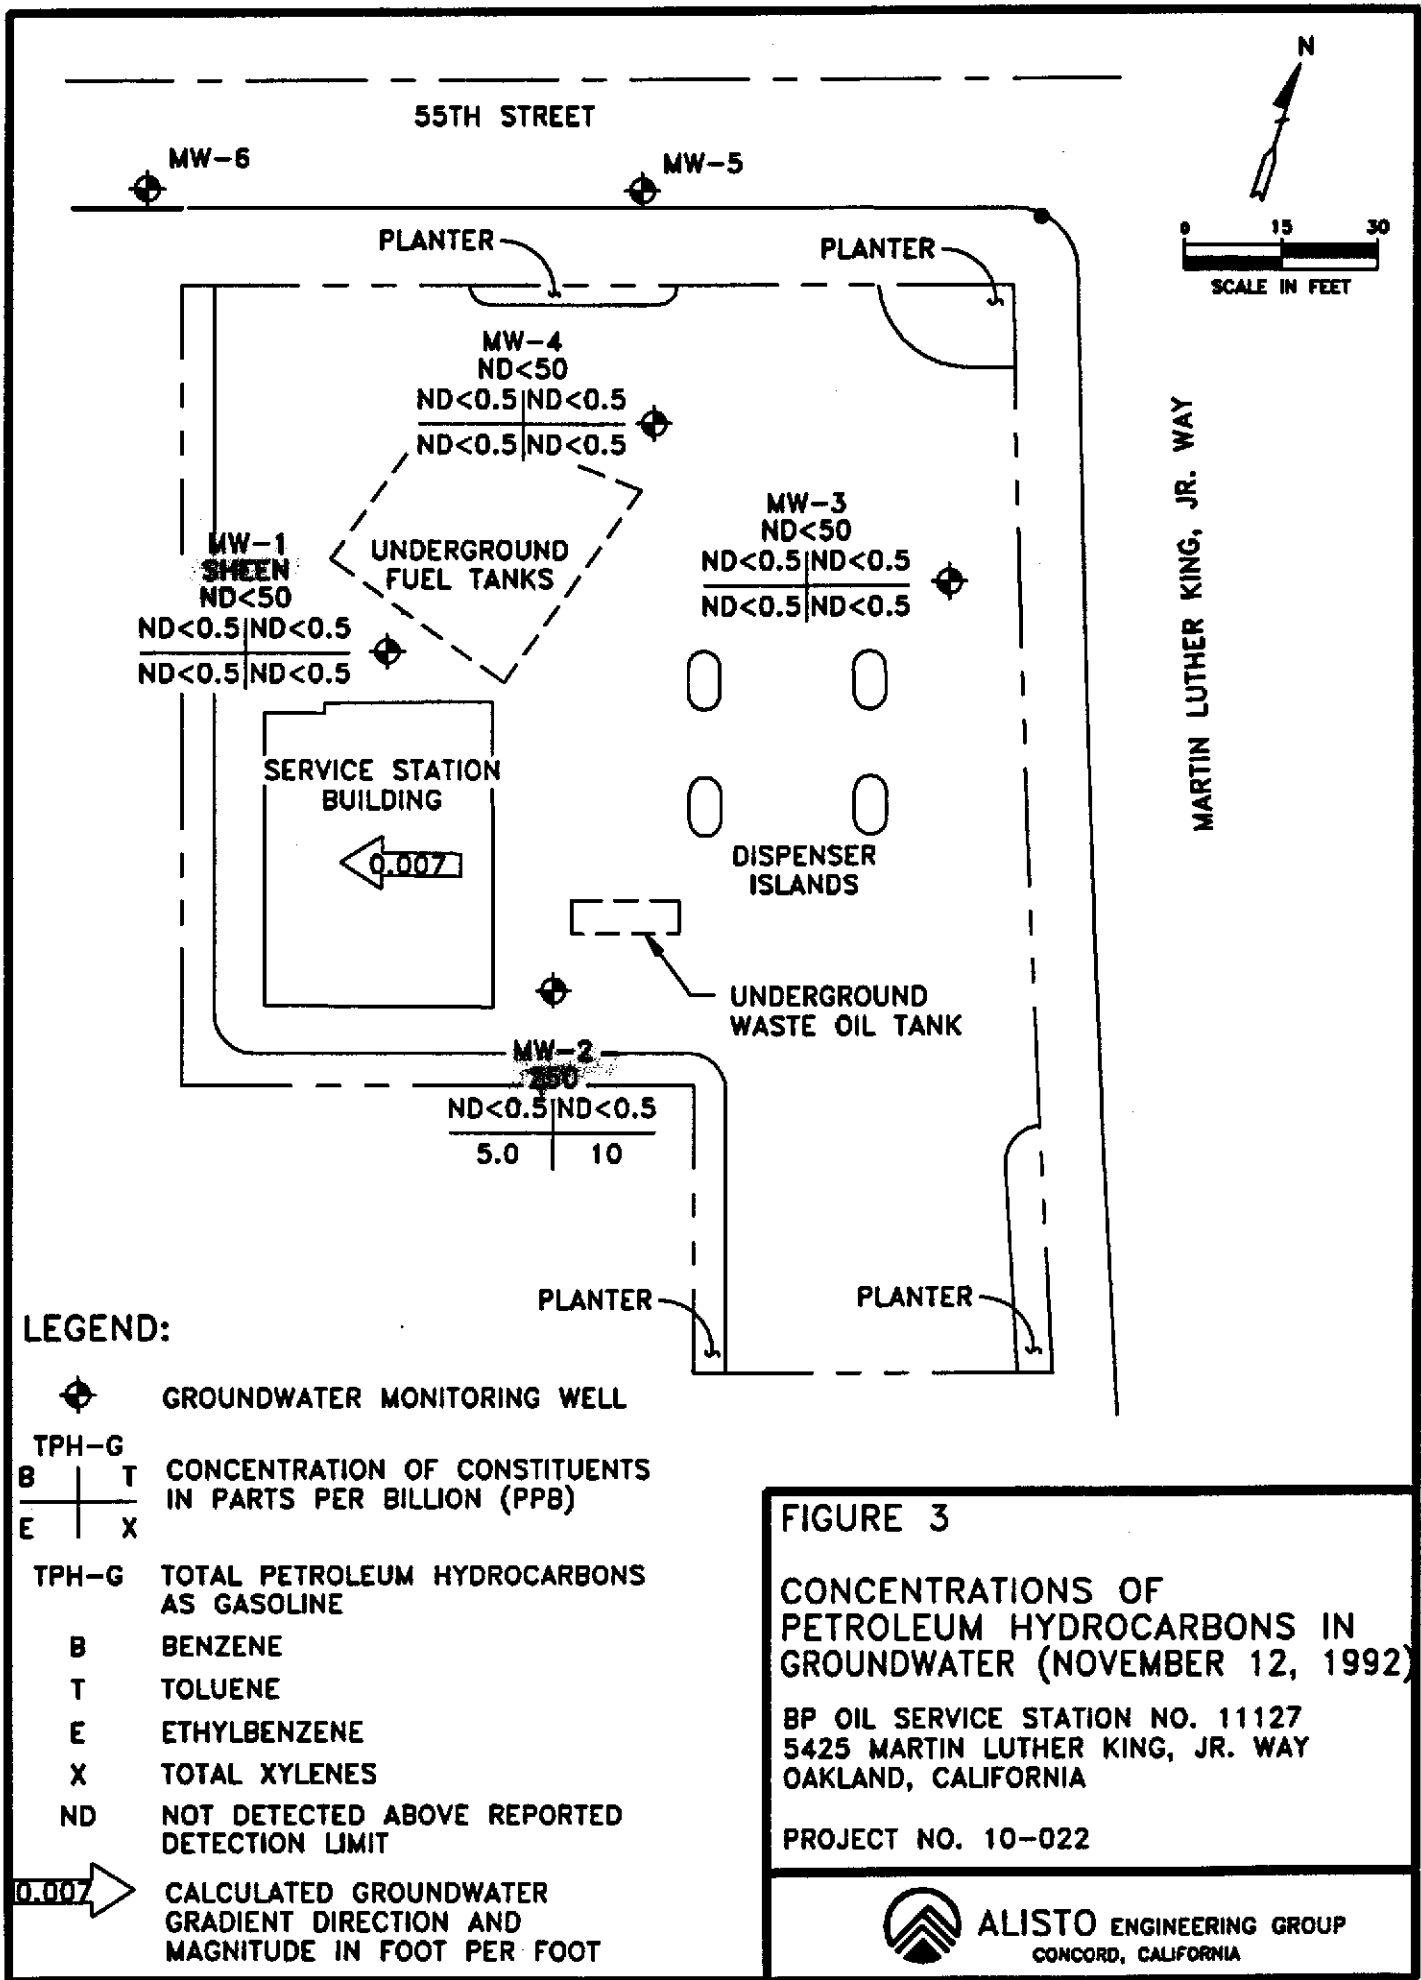 N
55TH STREET
MW-6
MW-5
0 15 30
SCALE IN FEET
PLANTER
PLANTER
MW-4
ND<50
ND<0.5 ND<0.5
ND<0.5 ND<0.5
MW-3
ND<50
ND<0.5 ND<0.5
ND<0.5 ND<0.5
MARTIN LUTHER KING, JR. WAY
UNDERGROUND
FUEL TANKS
MW-1
SHEEN
ND<50
ND<0.5 ND<0.5
ND<0.5 ND<0.5
SERVICE STATION
BUILDING
0.007
DISPENSER
ISLANDS
UNDERGROUND
WASTE OIL TANK
MW-2
250
ND<0.5 ND<0.5
5.0 10
PLANTER
PLANTER
LEGEND:
GROUNDWATER MONITORING WELL
TPH-G
B T
E X
CONCENTRATION OF CONSTITUENTS
IN PARTS PER BILLION (PPB)
TPH-G TOTAL PETROLEUM HYDROCARBONS
AS GASOLINE
B BENZENE
T TOLUENE
E ETHYLBENZENE
X TOTAL XYLENES
ND NOT DETECTED ABOVE REPORTED
DETECTION LIMIT
0.007 CALCULATED GROUNDWATER
GRADIENT DIRECTION AND
MAGNITUDE IN FOOT PER FOOT
FIGURE 3
CONCENTRATIONS OF
PETROLEUM HYDROCARBONS IN
GROUNDWATER (NOVEMBER 12, 1992)
BP OIL SERVICE STATION NO. 11127
5425 MARTIN LUTHER KING, JR. WAY
OAKLAND, CALIFORNIA
PROJECT NO. 10-022
ALISTO ENGINEERING GROUP
CONCORD, CALIFORNIA